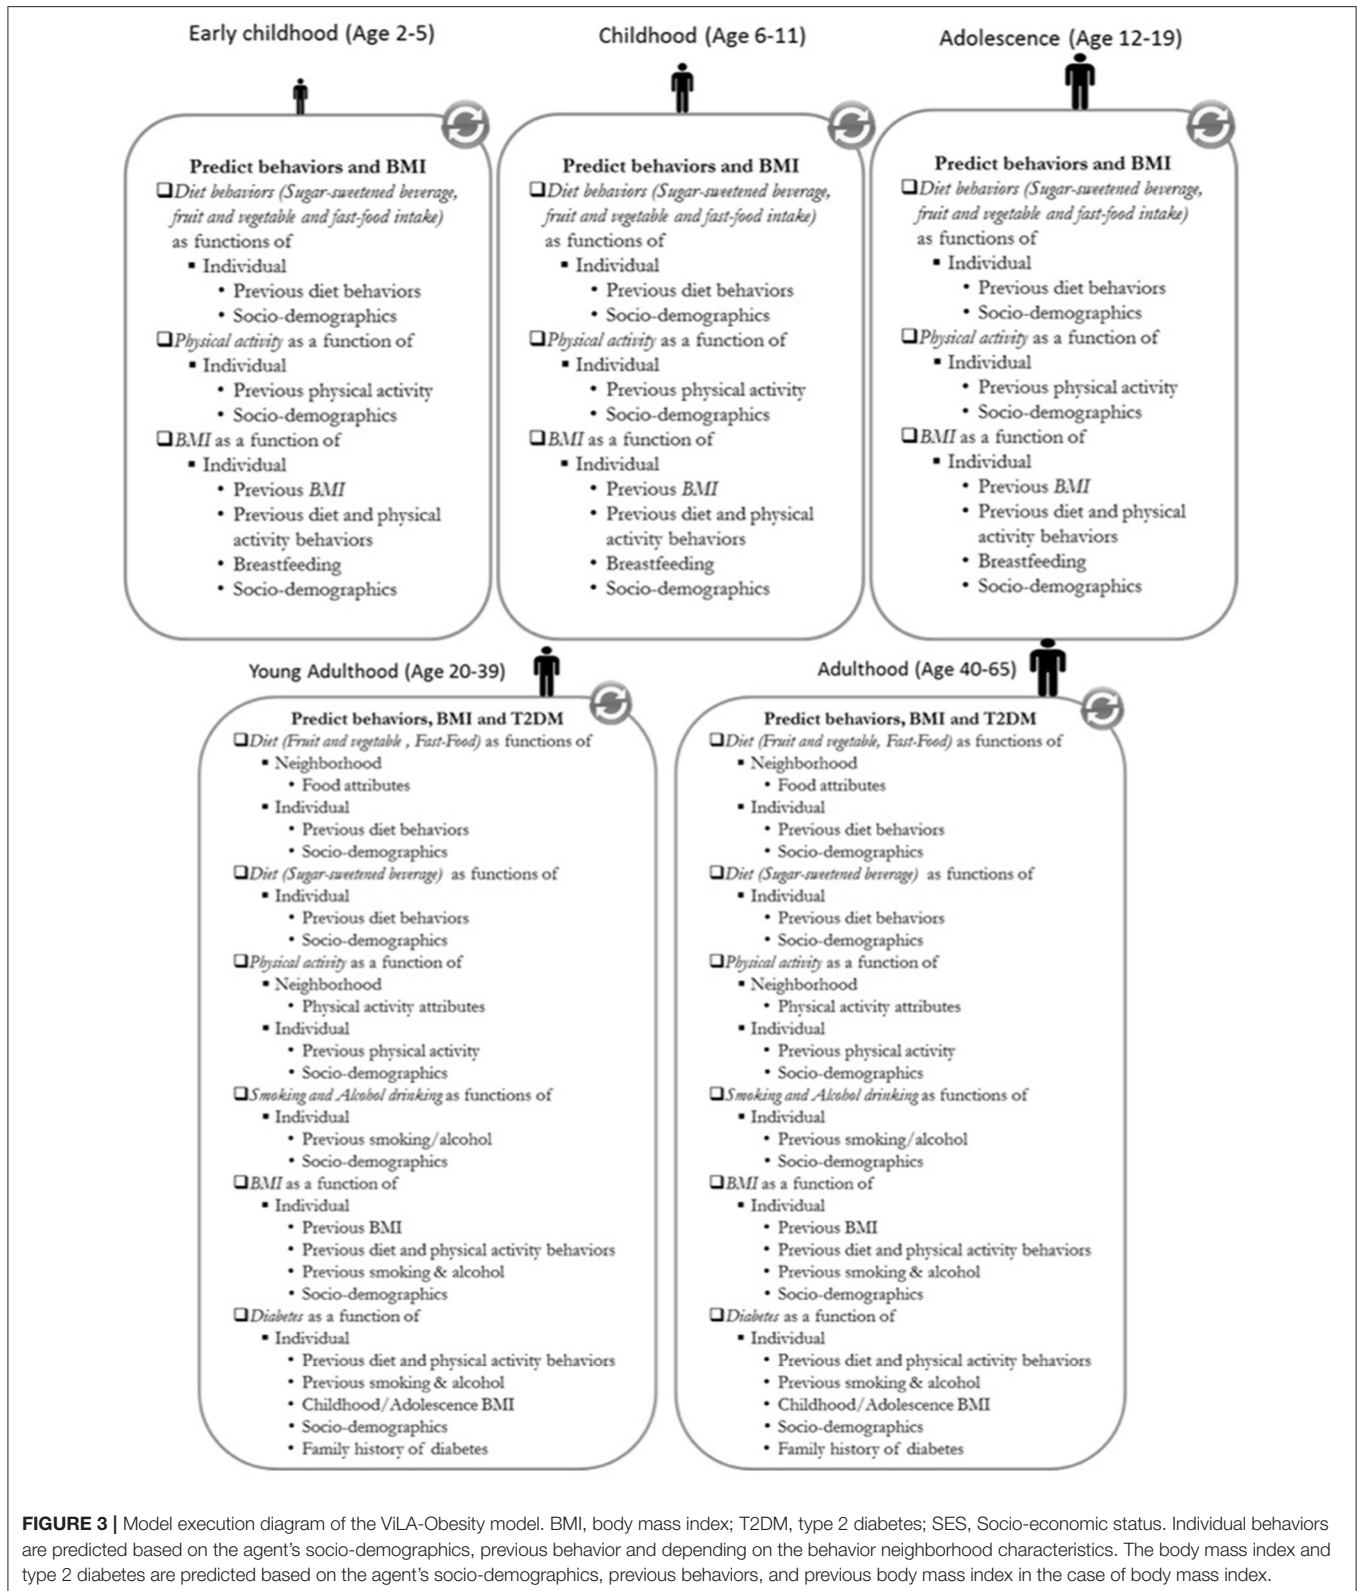 Early childhood (Age 2-5)
Predict behaviors and BMI
❑Diet behaviors (Sugar-sweetened beverage,
fruit and vegetable and fast-food intake)
as functions of
▪ Individual
• Previous diet behaviors
• Socio-demographics
❑Physical activity as a function of
▪ Individual
• Previous physical activity
• Socio-demographics
❑BMI as a function of
▪ Individual
• Previous BMI
• Previous diet and physical
activity behaviors
• Breastfeeding
• Socio-demographics
Childhood (Age 6-11)
Predict behaviors and BMI
❑Diet behaviors (Sugar-sweetened beverage,
fruit and vegetable and fast-food intake)
as functions of
▪ Individual
• Previous diet behaviors
• Socio-demographics
❑Physical activity as a function of
▪ Individual
• Previous physical activity
• Socio-demographics
❑BMI as a function of
▪ Individual
• Previous BMI
• Previous diet and physical
activity behaviors
• Breastfeeding
• Socio-demographics
Adolescence (Age 12-19)
Predict behaviors and BMI
❑Diet behaviors (Sugar-sweetened beverage,
fruit and vegetable and fast-food intake)
as functions of
▪ Individual
• Previous diet behaviors
• Socio-demographics
❑Physical activity as a function of
▪ Individual
• Previous physical activity
• Socio-demographics
❑BMI as a function of
▪ Individual
• Previous BMI
• Previous diet and physical
activity behaviors
• Breastfeeding
• Socio-demographics
Young Adulthood (Age 20-39)
Predict behaviors, BMI and T2DM
❑Diet (Fruit and vegetable , Fast-Food) as functions of
▪ Neighborhood
• Food attributes
▪ Individual
• Previous diet behaviors
• Socio-demographics
❑Diet (Sugar-sweetened beverage) as functions of
▪ Individual
• Previous diet behaviors
• Socio-demographics
❑Physical activity as a function of
▪ Neighborhood
• Physical activity attributes
▪ Individual
• Previous physical activity
• Socio-demographics
❑Smoking and Alcohol drinking as functions of
▪ Individual
• Previous smoking/alcohol
• Socio-demographics
❑BMI as a function of
▪ Individual
• Previous BMI
• Previous diet and physical activity behaviors
• Previous smoking & alcohol
• Socio-demographics
❑Diabetes as a function of
▪ Individual
• Previous diet and physical activity behaviors
• Previous smoking & alcohol
• Childhood/Adolescence BMI
• Socio-demographics
• Family history of diabetes
Adulthood (Age 40-65)
Predict behaviors, BMI and T2DM
❑Diet (Fruit and vegetable, Fast-Food) as functions of
▪ Neighborhood
• Food attributes
▪ Individual
• Previous diet behaviors
• Socio-demographics
❑Diet (Sugar-sweetened beverage) as functions of
▪ Individual
• Previous diet behaviors
• Socio-demographics
❑Physical activity as a function of
▪ Neighborhood
• Physical activity attributes
▪ Individual
• Previous physical activity
• Socio-demographics
❑Smoking and Alcohol drinking as functions of
▪ Individual
• Previous smoking/alcohol
• Socio-demographics
❑BMI as a function of
▪ Individual
• Previous BMI
• Previous diet and physical activity behaviors
• Previous smoking & alcohol
• Socio-demographics
❑Diabetes as a function of
▪ Individual
• Previous diet and physical activity behaviors
• Previous smoking & alcohol
• Childhood/Adolescence BMI
• Socio-demographics
• Family history of diabetes
FIGURE 3 | Model execution diagram of the ViLA-Obesity model. BMI, body mass index; T2DM, type 2 diabetes; SES, Socio-economic status. Individual behaviors
are predicted based on the agent's socio-demographics, previous behavior and depending on the behavior neighborhood characteristics. The body mass index and
type 2 diabetes are predicted based on the agent's socio-demographics, previous behaviors, and previous body mass index in the case of body mass index.